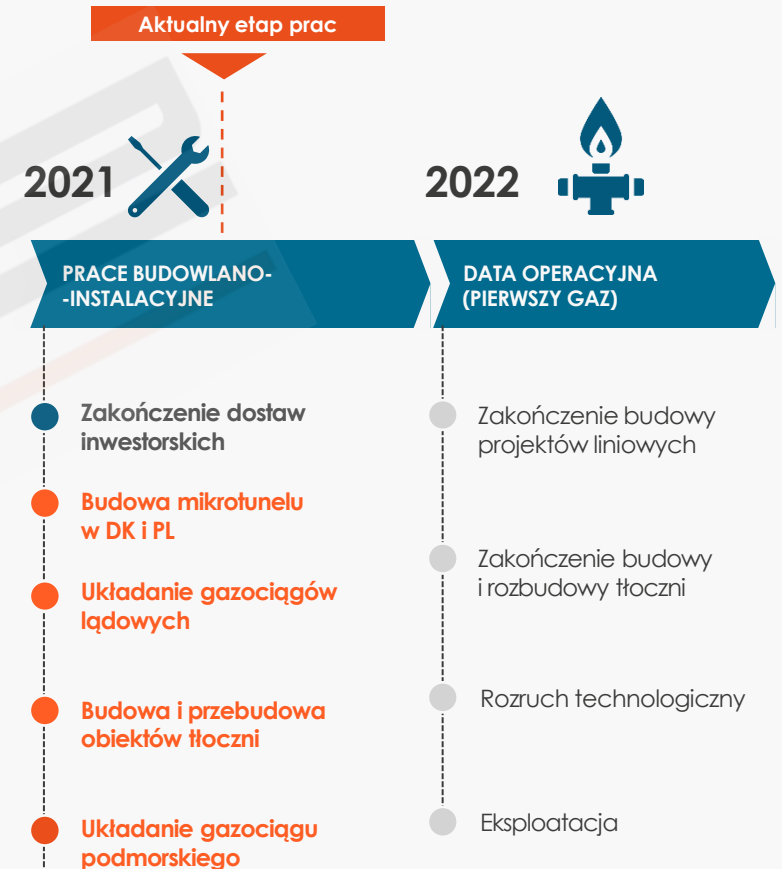 Aktualny etap prac
2021
PRACE BUDOWLANO-
-INSTALACYJNE
Zakończenie dostaw
inwestorskich
Budowa mikrotunelu
w DK i PL
Układanie gazociągów
lądowych
Budowa i przebudowa
obiektów tłoczni
Układanie gazociągu
podmorskiego
2022
DATA OPERACYJNA
(PIERWSZY GAZ)
Zakończenie budowy
projektów liniowych
Zakończenie budowy
i rozbudowy tłoczni
Rozruch technologiczny
Eksploatacja